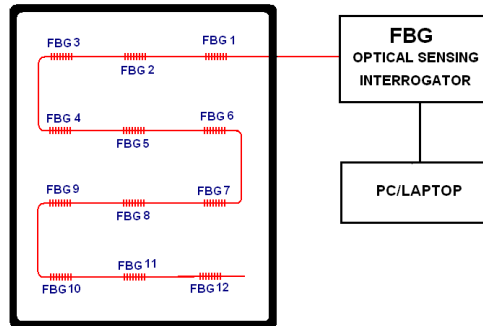 FBG 3
FBG 2
FBG 1
FBG 4
FBG 5
FBG 6
FBG 9
FBG 8
FBG 7
FBG 10
FBG 11
FBG 12
FBG
OPTICAL SENSING
INTERROGATOR
PC/LAPTOP